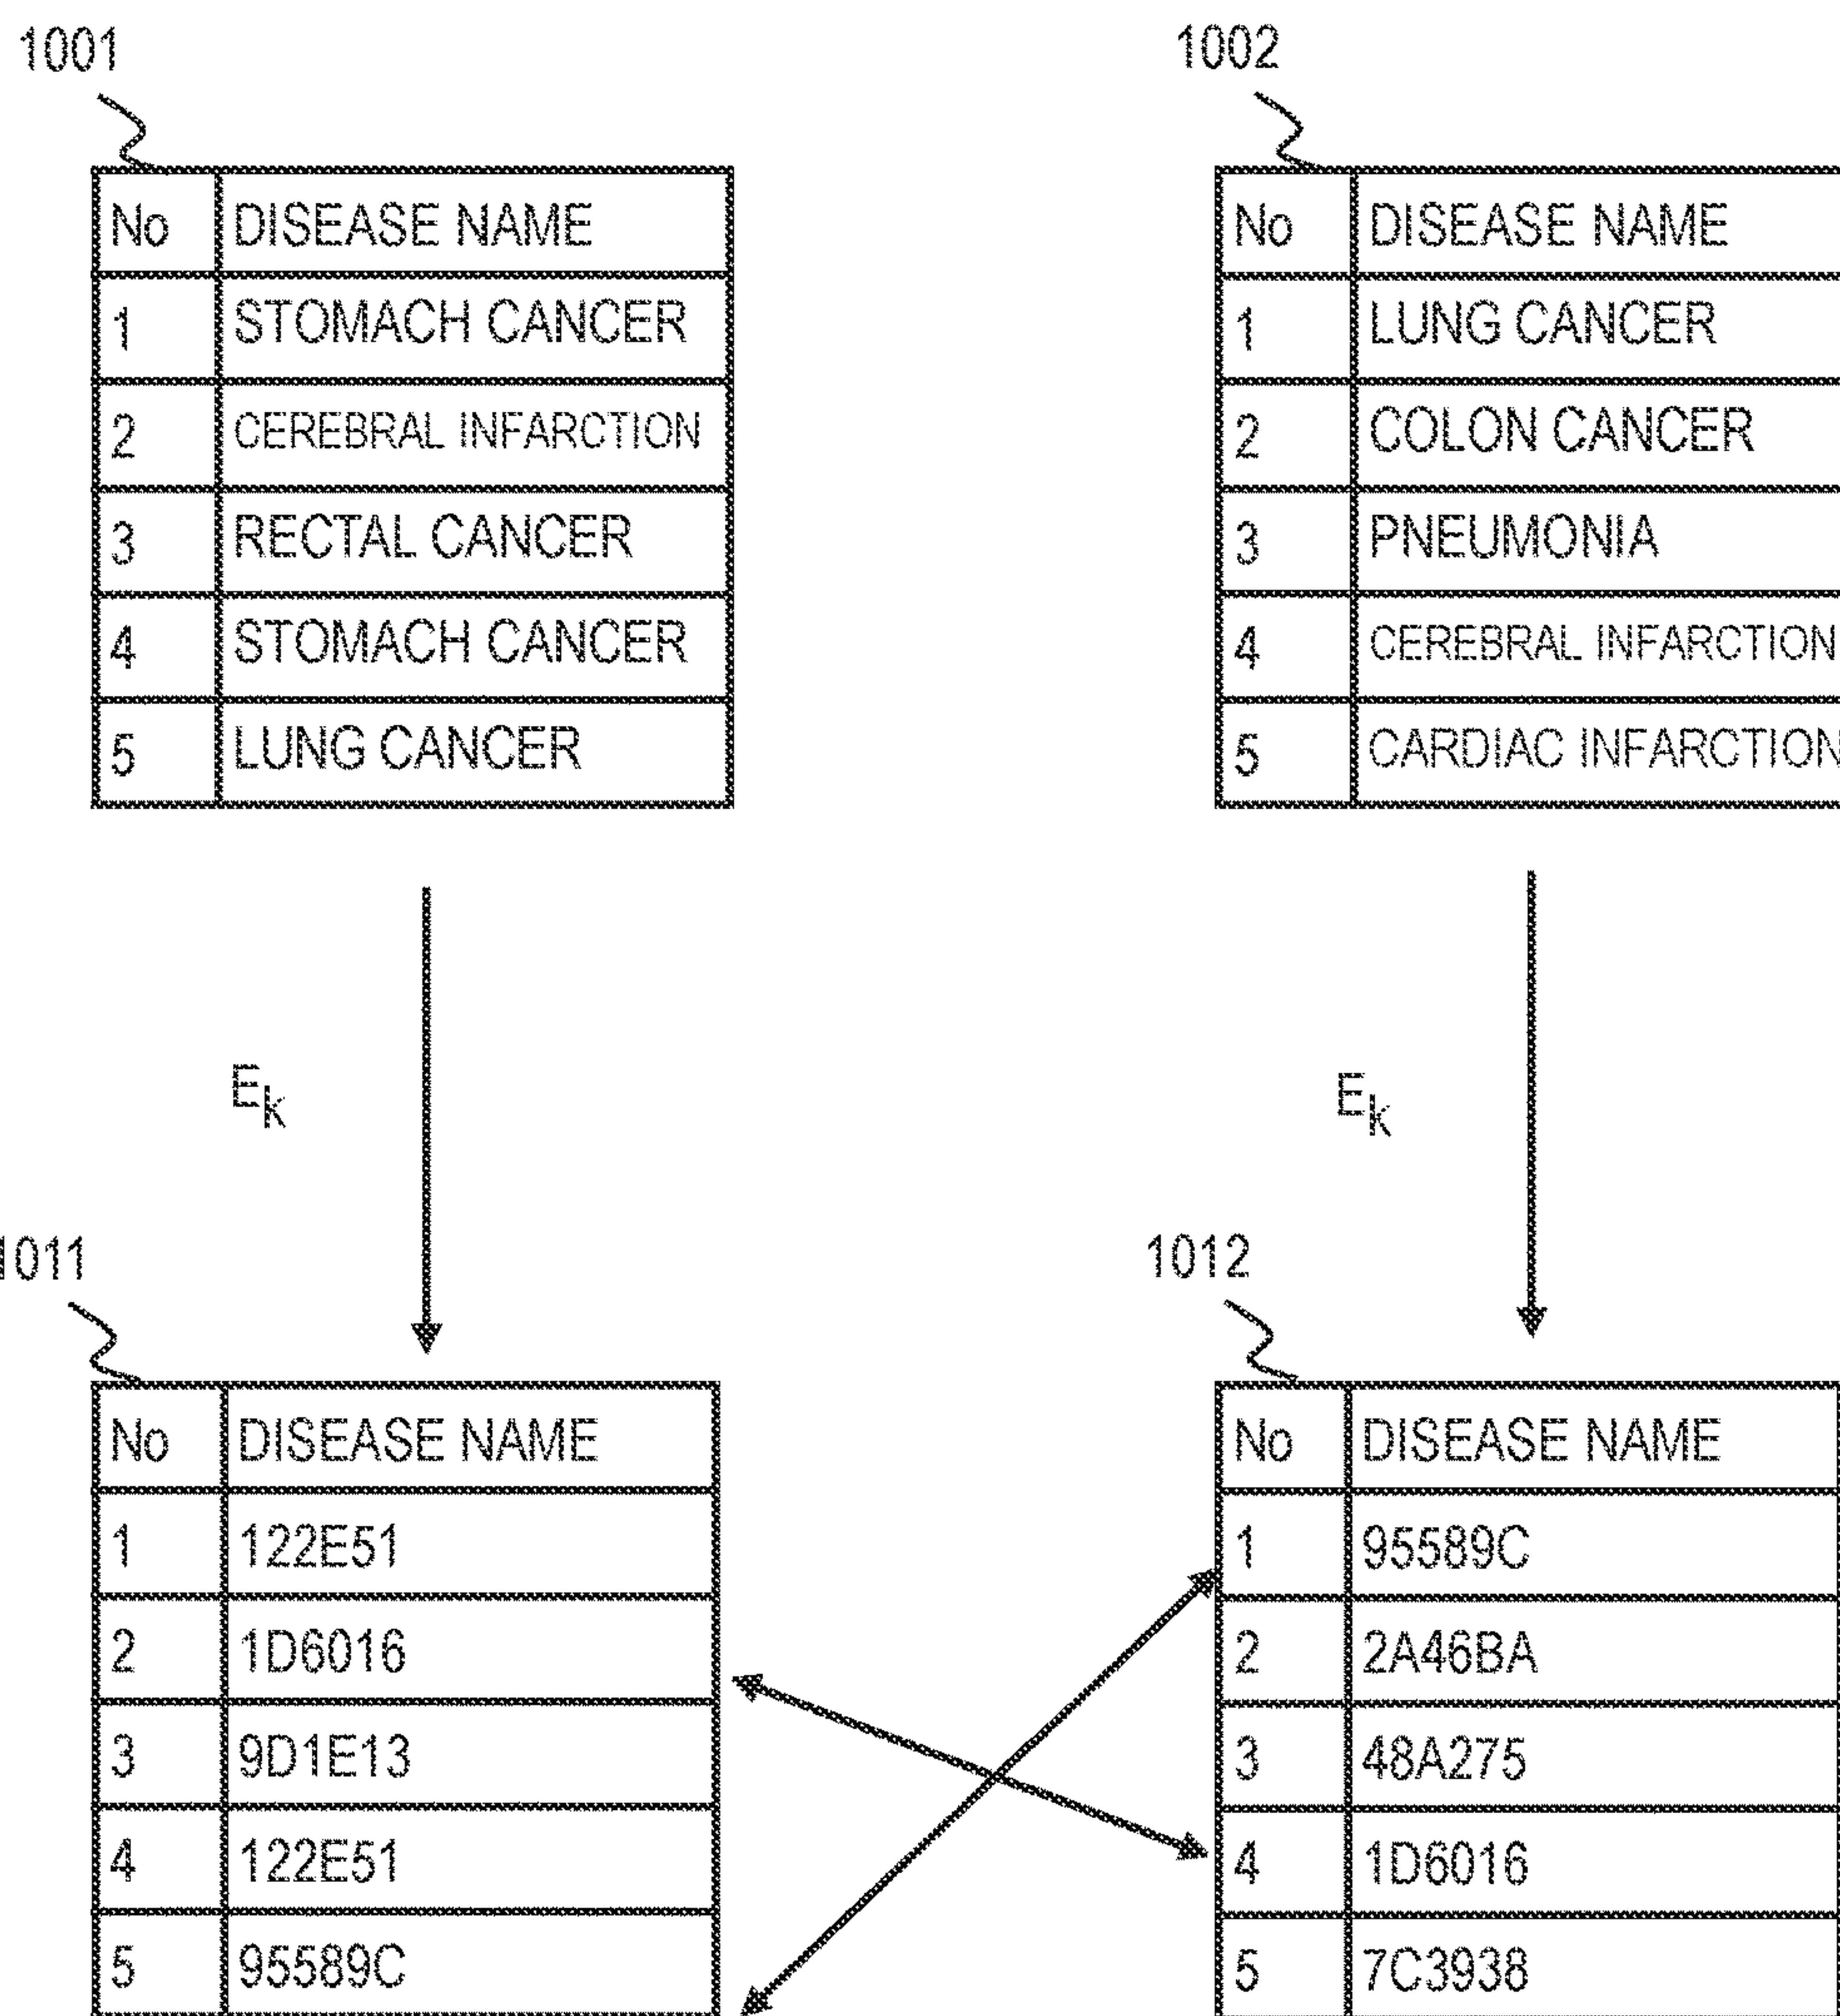 1001
No DISEASE NAME
1 STOMACH CANCER
2 CEREBRAL INFARCTION
3 RECTAL CANCER
4 STOMACH CANCER
5 LUNG CANCER
1002
No DISEASE NAME
1 LUNG CANCER
2 COLON CANCER
3 PNEUMONIA
4 CEREBRAL INFARCTION
5 CARDIAC INFARCTION
Ek
Ek
1011
No DISEASE NAME
1 122E51
2 1D6016
3 9D1E13
4 122E51
5 95589C
1012
No DISEASE NAME
1 95589C
2 2A46BA
3 48A275
4 1D6016
5 7C3938